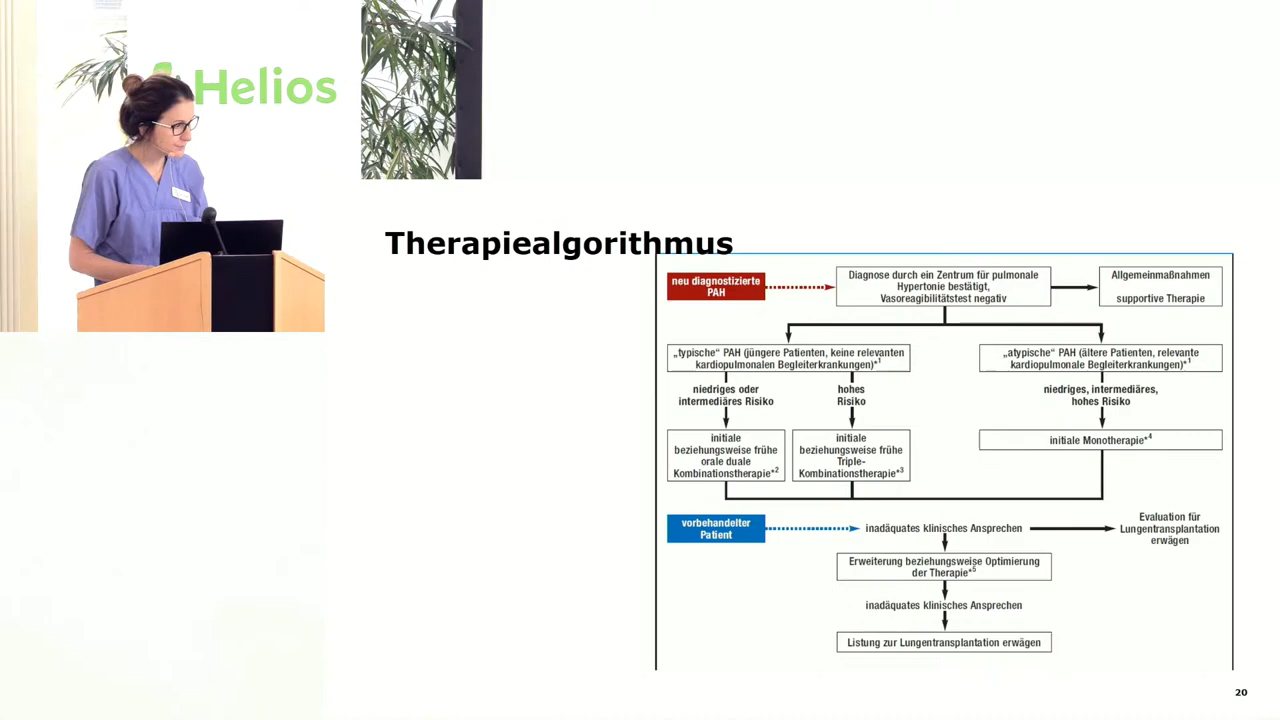 Helios
Therapiealgorithmus
neu diagnostizierte
PAH
Diagnose durch ein Zentrum für pulmonale
Hypertonie bestätigt,
Vasoreagibilitätstest negativ
Allgemeinmaßnahmen
supportive Therapie
„typische“ PAH (jüngere Patienten, keine relevanten
kardiopulmonalen Begleiterkrankungen)*1
„atypische“ PAH (ältere Patienten, relevante
kardiopulmonale Begleiterkrankungen)*1
niedriges oder
intermediäres Risiko
hohes
Risiko
niedriges, intermediäres,
hohes Risiko
initiale
beziehungsweise frühe
orale duale
Kombinationstherapie*2
initiale
beziehungsweise frühe
Triple-
Kombinationstherapie*3
initiale Monotherapie*4
vorbehandelter
Patient
inadäquates klinisches Ansprechen
Evaluation für
Lungentransplantation
erwägen
Erweiterung beziehungsweise Optimierung
der Therapie*5
inadäquates klinisches Ansprechen
Listung zur Lungentransplantation erwägen
20